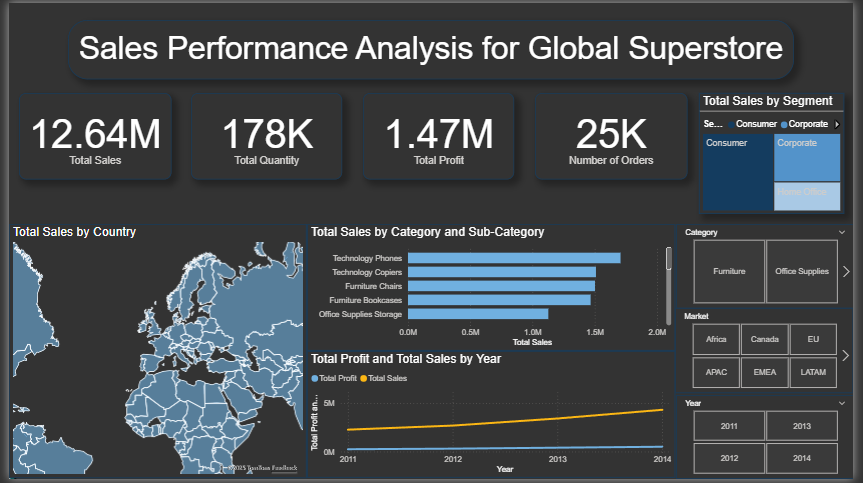 Sales Performance Analysis for Global Superstore
12.64M
Total Sales
178K
Total Quantity
1.47M
Total Profit
25K
Number of Orders
Total Sales by Segment
Se... Consumer Corporate
Consumer
Corporate
Home Office
Total Sales by Country
© 2025 TomTom Feedback
Total Sales by Category and Sub-Category
Technology Phones
Technology Copiers
Furniture Chairs
Furniture Bookcases
Office Supplies Storage
0.0M 0.5M 1.0M 1.5M 2.0M
Total Sales
Total Profit and Total Sales by Year
Total Profit Total Sales
Total Profit an...
5M
0M
2011 2012 2013 2014
Year
Category
Furniture Office Supplies
Market
Africa Canada EU
APAC EMEA LATAM
Year
2011 2013
2012 2014